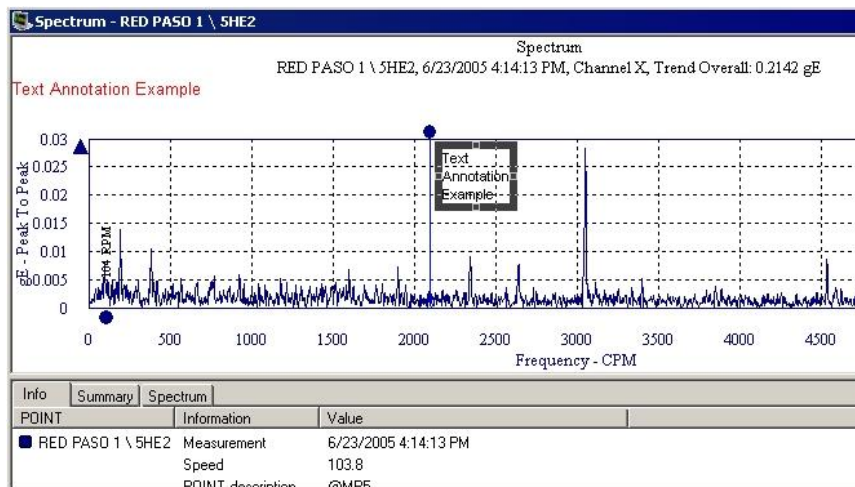 Spectrum - RED PASO 1 \ 5HE2
Spectrum
RED PASO 1 \ 5HE2, 6/23/2005 4:14:13 PM, Channel X, Trend Overall: 0.2142 gE
Text Annotation Example
0.03
0.025
0.02
0.015
0.01
0.005
0
gE - Peak To Peak
104 RPM
Text
Annotation
Example
0 500 1000 1500 2000 2500 3000 3500 4000 4500
Frequency - CPM
Info Summary Spectrum
POINT Information Value
RED PASO 1 \ 5HE2 Measurement 6/23/2005 4:14:13 PM
Speed 103.8
POINT description @MP5